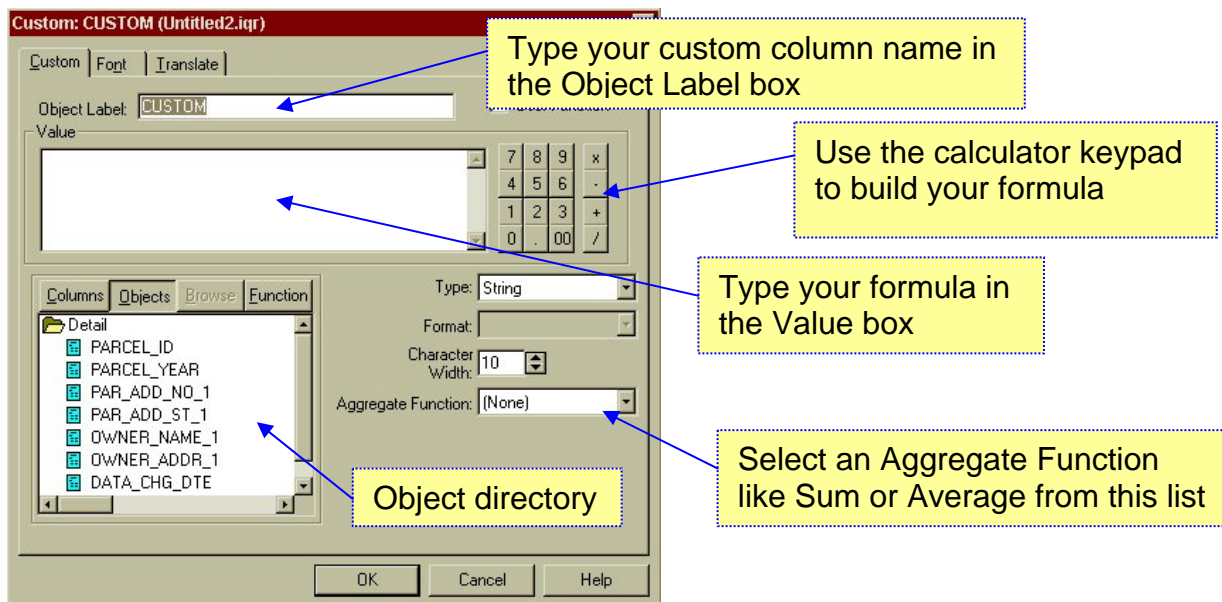 Custom: CUSTOM (Untitled2.iqr)
Type your custom column name in
the Object Label box
Custom
Font
Translate
Object Label:
CUSTOM
Value
7 8 9 x
4 5 6 -
1 2 3 +
0 . 00 /
Use the calculator keypad
to build your formula
Type your formula in
the Value box
Columns
Objects
Browse
Function
Detail
PARCEL_ID
PARCEL_YEAR
PAR_ADD_NO_1
PAR_ADD_ST_1
OWNER_NAME_1
OWNER_ADDR_1
DATA_CHG_DTE
Type:
String
Format:
Character
Width:
10
Aggregate Function:
(None)
Object directory
Select an Aggregate Function
like Sum or Average from this list
OK
Cancel
Help